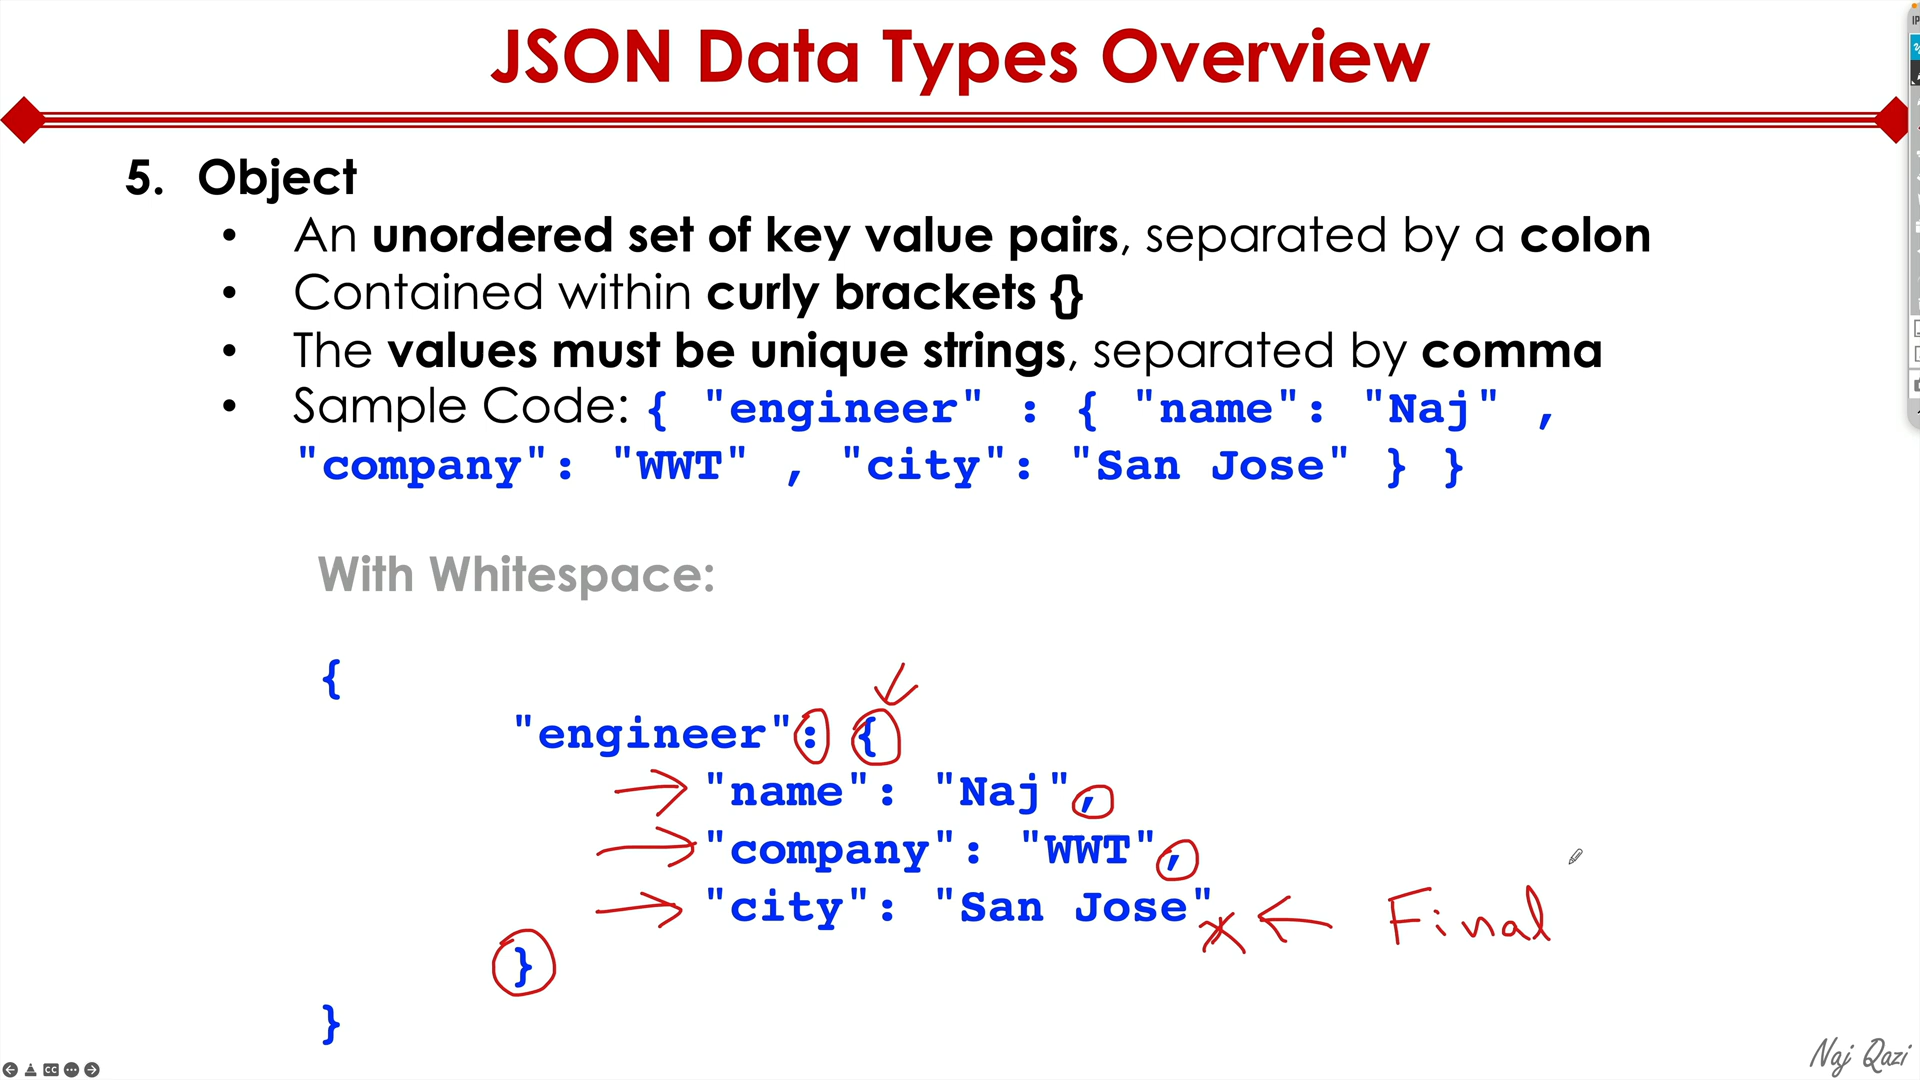 JSON Data Types Overview
5. Object
• An unordered set of key value pairs, separated by a colon
• Contained within curly brackets {}
• The values must be unique strings, separated by comma
• Sample Code: { "engineer" : { "name": "Naj" ,
"company": "WWT" , "city": "San Jose" } }
With Whitespace:
{
"engineer": {
"name": "Naj",
"company": "WWT",
"city": "San Jose"
Final
}
}
Naj Qazi